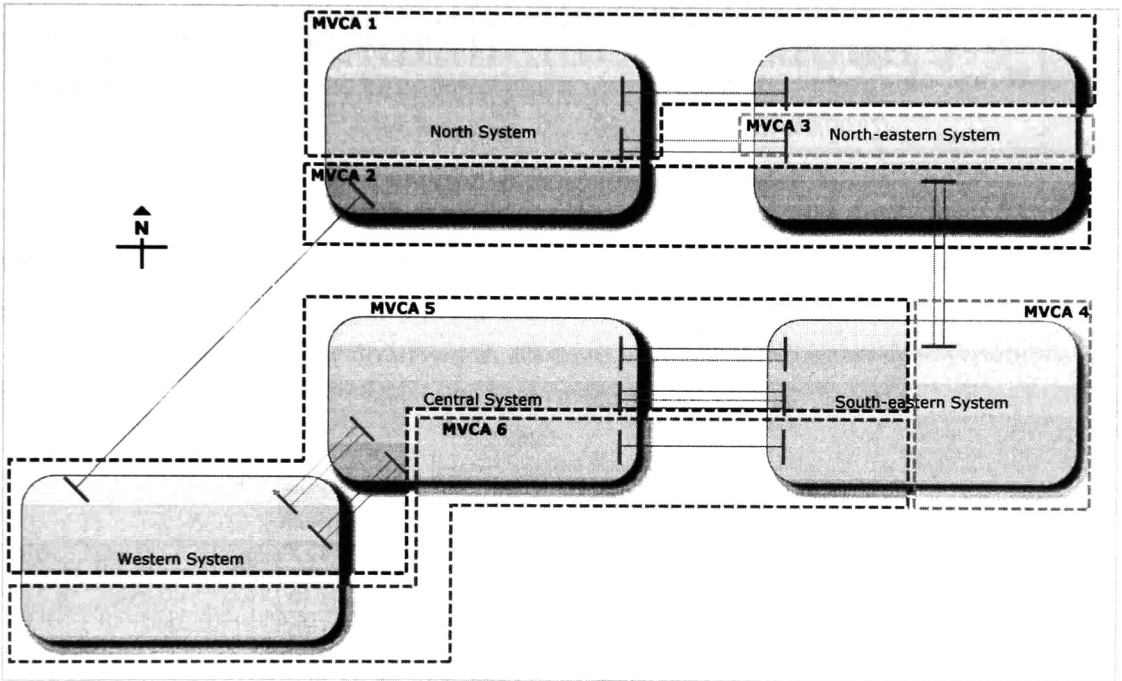 MVCA 1
North System
MVCA 3
North-eastern System
MVCA 2
N
MVCA 5
MVCA 4
Central System
South-eastern System
MVCA 6
Western System